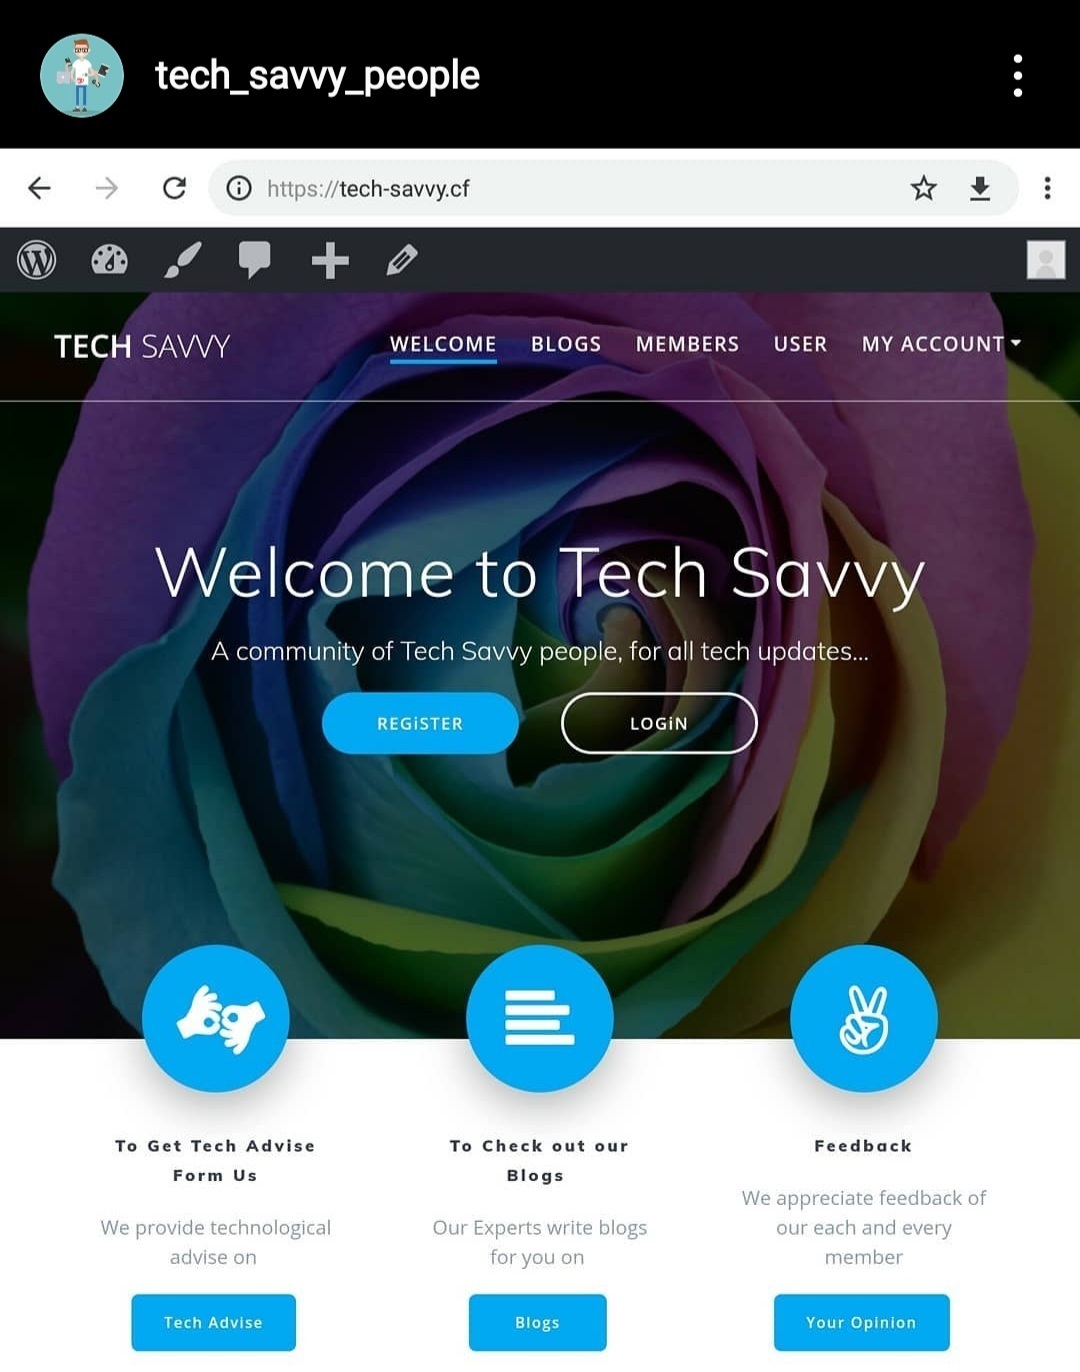 tech_savvy_people
https://tech-savvy.cf
TECH SAVVY WELCOME BLOGS MEMBERS USER MY ACCOUNT
Welcome to Tech Savvy
A community of Tech Savvy people, for all tech updates...
REGiSTER LOGiN
To Get Tech Advise
Form Us
We provide technological
advise on
Tech Advise
To Check out our
Blogs
Our Experts write blogs
for you on
Blogs
Feedback
We appreciate feedback of
our each and every
member
Your Opinion